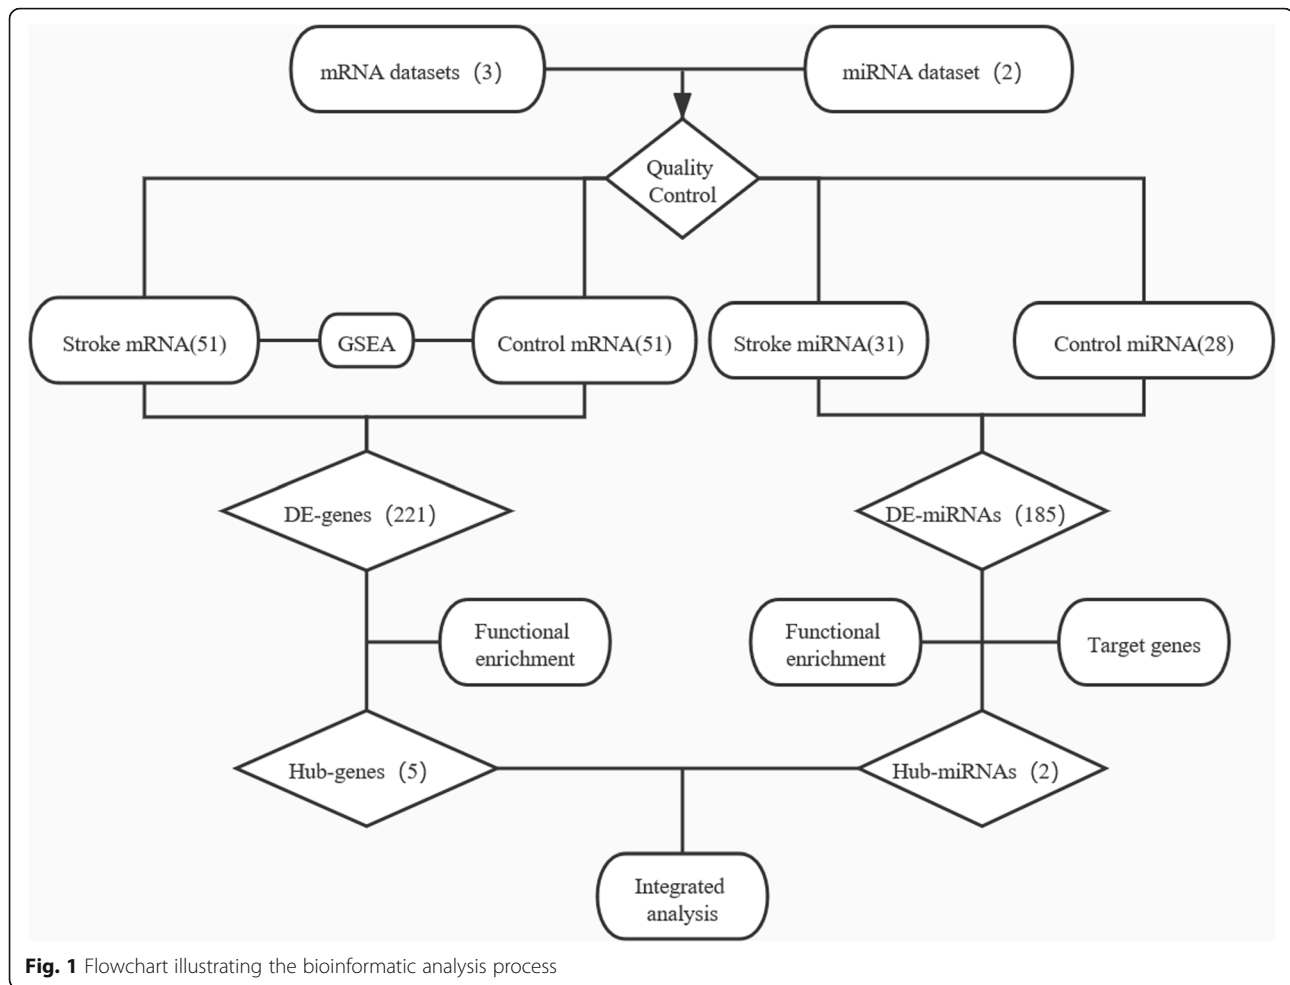 mRNA datasets (3)
miRNA dataset (2)
Quality
Control
Stroke mRNA(51)
GSEA
Control mRNA(51)
Stroke miRNA(31)
Control miRNA(28)
DE-genes (221)
DE-miRNAs (185)
Functional
enrichment
Functional
enrichment
Target genes
Hub-genes (5)
Hub-miRNAs (2)
Integrated
analysis
Fig. 1 Flowchart illustrating the bioinformatic analysis process